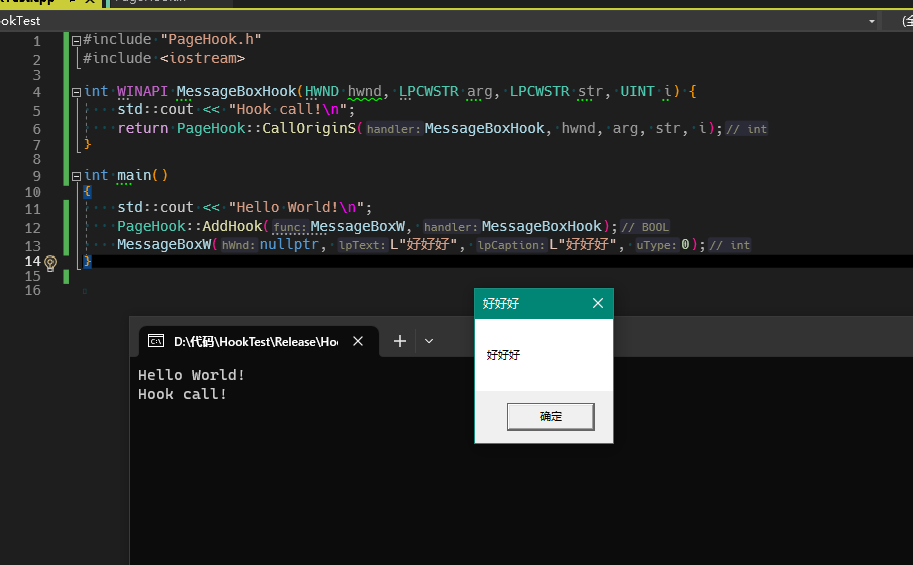 okTest
1 #include "PageHook.h"
2 #include <iostream>
3
4 int WINAPI MessageBoxHook(HWND hwnd, LPCWSTR arg, LPCWSTR str, UINT i) {
5 std::cout << "Hook call!\n";
6 return PageHook::CallOriginS(handler:MessageBoxHook, hwnd, arg, str, i);// int
7 }
8
9 int main()
10 {
11 std::cout << "Hello World!\n";
12 PageHook::AddHook(func:MessageBoxW, handler:MessageBoxHook);// BOOL
13 MessageBoxW(hWnd:nullptr, lpText:L"好好好", lpCaption:L"好好好", uType:0);// int
14 }
15
16
好好好
好好好
确定
D:\代码\HookTest\Release\Hoo
Hello World!
Hook call!